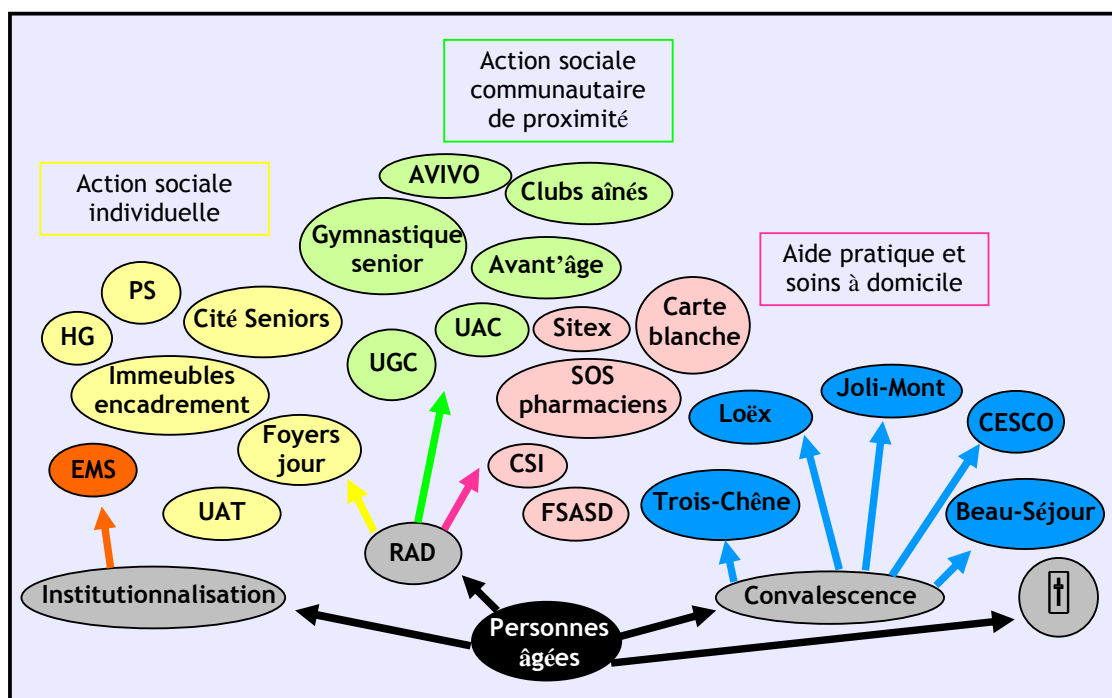 Action sociale
communautaire
de proximité
Action sociale
individuelle
AVIVO
Clubs aînés
Gymnastique
senior
Avant’âge
Aide pratique et
soins à domicile
PS
Cité Seniors
HG
UAC
Sitex
Carte
blanche
UGC
Immeubles
encadrement
SOS
pharmaciens
Joli-Mont
Loëx
CESCO
Foyers
jour
EMS
CSI
UAT
FSASD
Trois-Chêne
Beau-Séjour
RAD
Institutionnalisation
Convalescence
Personnes
âgées